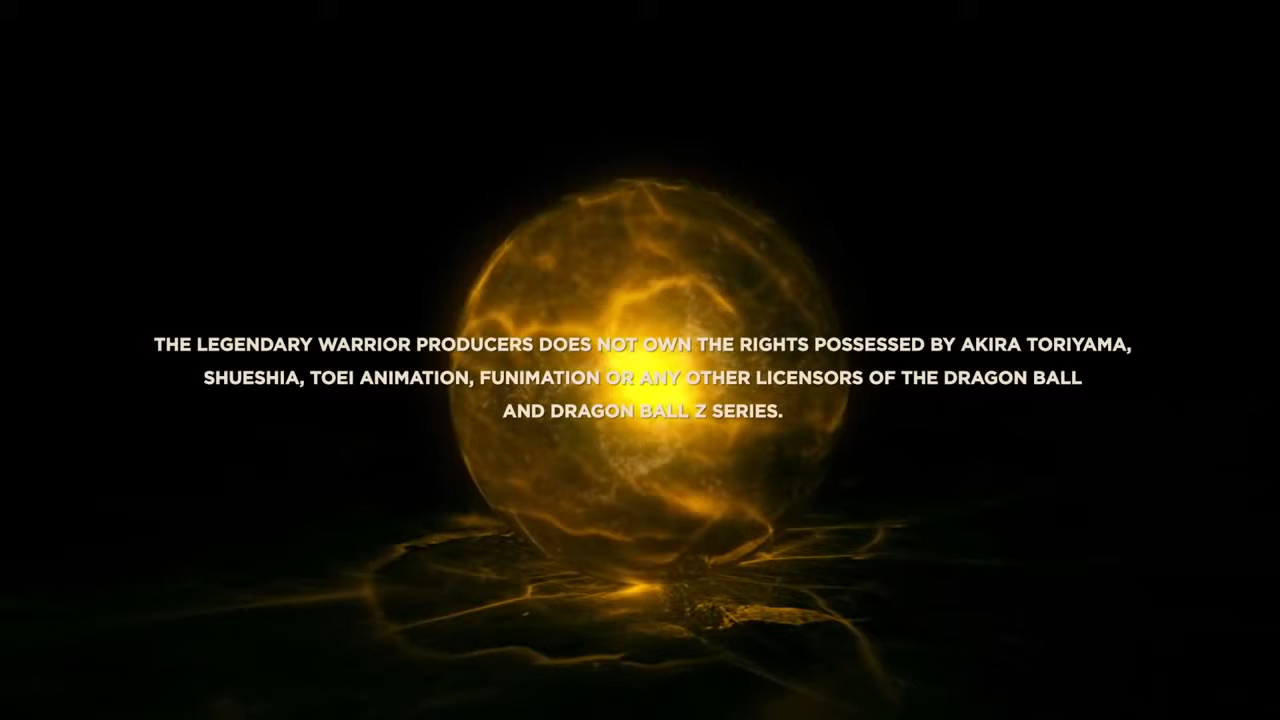 THE LEGENDARY WARRIOR PRODUCERS DOES NOT OWN THE RIGHTS POSSESSED BY AKIRA TORIYAMA,
SHUESHIA, TOEI ANIMATION, FUNIMATION OR ANY OTHER LICENSORS OF THE DRAGON BALL
AND DRAGON BALL Z SERIES.